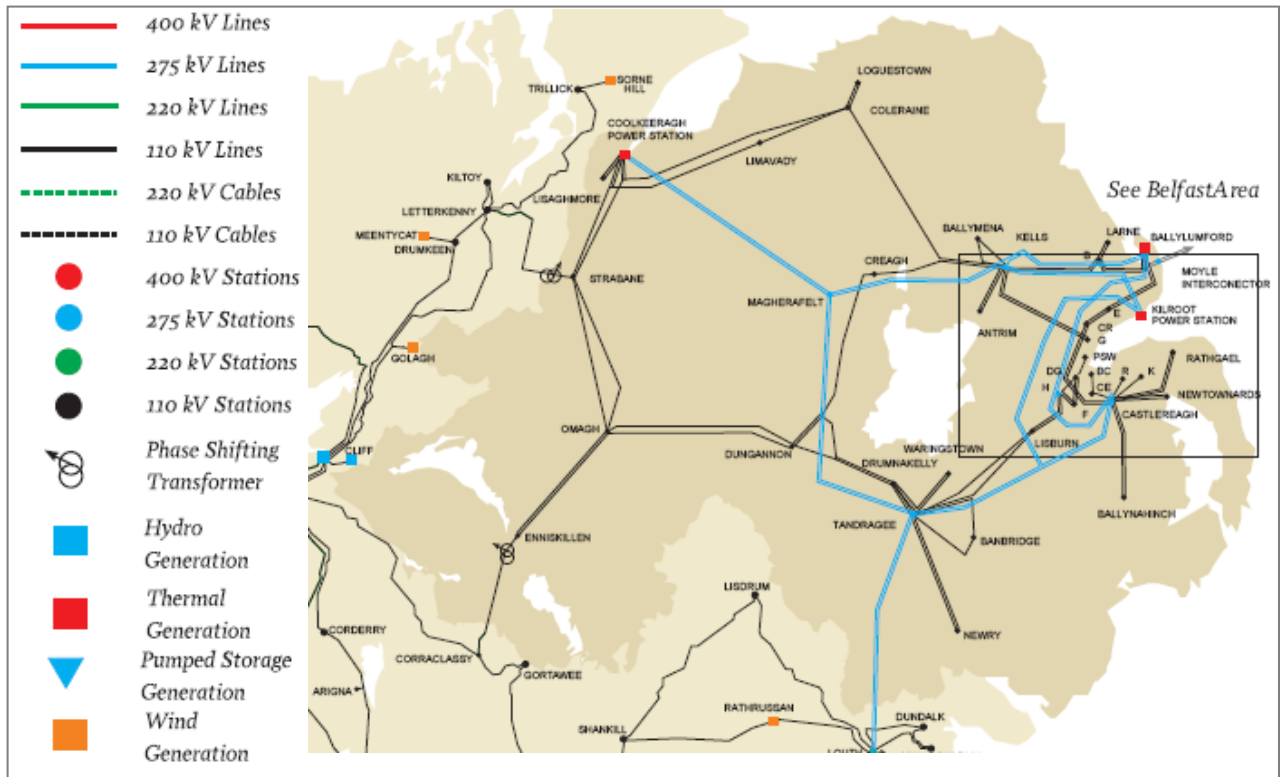 400 kV Lines
275 kV Lines
220 kV Lines
110 kV Lines
220 kV Cables
110 kV Cables
400 kV Stations
275 kV Stations
220 kV Stations
110 kV Stations
Phase Shifting
Transformer
Hydro
Generation
Thermal
Generation
Pumped Storage
Generation
Wind
Generation
LOGUESTOWN
SORNE
HILL
TRILLICK
COLERAINE
COOLKEERAGH
POWER STATION
LIMAVADY
KILTOY
LISAGHMORE
See BelfastArea
LETTERKENNY
MEENTYCAT
DRUMKEEN
BALLYMENA
KELLS
LARNE
BALLYLUMFORD
B
STRABANE
CREAGH
MOYLE
INTERCONECTOR
MAGHERAFELT
ANTRIM
E
KILROOT
POWER STATION
CR
G
GOLAGH
PSW
RATHGAEL
DG
BC
R
K
H
CE
NEWTOWNARDS
F
CASTLEREAGH
OMAGH
LISBURN
CLIFF
DUNGANNON
WARINGSTOWN
DRUMNAKELLY
BALLYNAHINCH
TANDRAGEE
ENNISKILLEN
BANBRIDGE
LISDRUM
CORDERRY
NEWRY
CORRACLASSY
GORTAWEE
ARIGNA
RATHRUSSAN
DUNDALK
SHANKILL
LOUTH